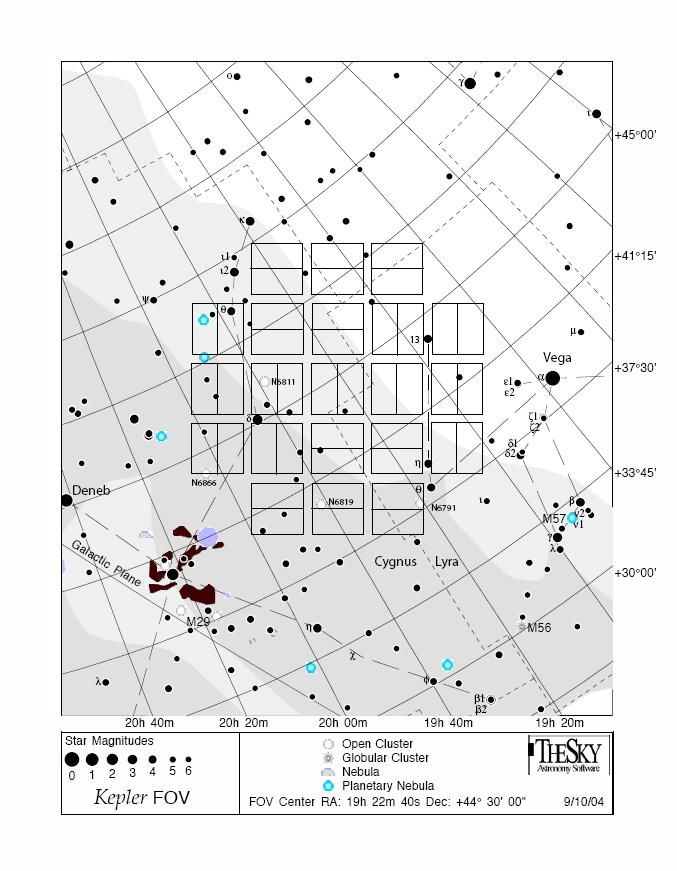 ο
γ
ι
+45°00'
κ
ι1
ι2
+41°15'
ψ
θ
13
μ
+37°30'
Vega
α
ε1
ε2
N6811
δ
ζ1
ζ2
δ1
δ2
+33°45'
η
N6866
θ
Deneb
N6819
N6791
ι
β
γ2
ν1
M57
γ
λ
Galactic Plane
Cygnus
Lyra
+30°00'
M29
η
M56
χ
λ
φ
β1
β2
20h 40m 20h 20m 20h 00m 19h 40m 19h 20m
Star Magnitudes
0 1 2 3 4 5 6
Kepler FOV
Open Cluster
Globular Cluster
Nebula
Planetary Nebula
THESKY
Astronomy Software
FOV Center RA: 19h 22m 40s Dec: +44° 30' 00" 9/10/04